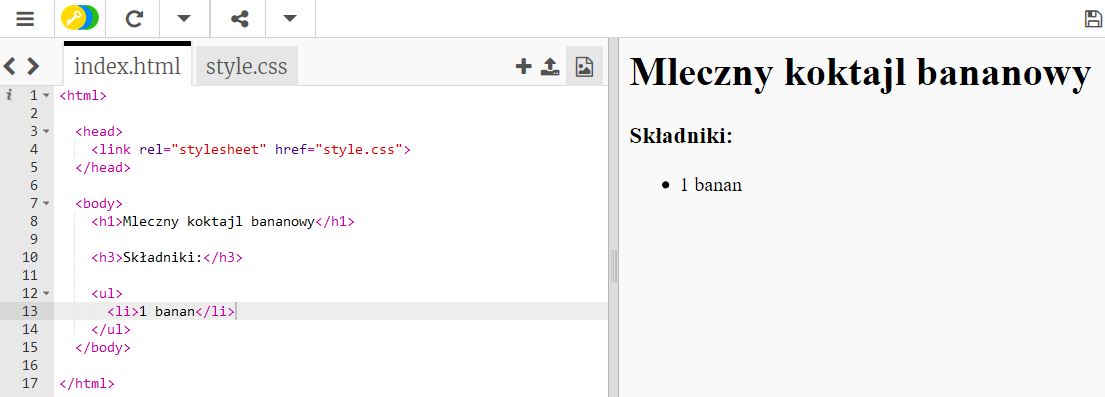 index.html style.css
i 1 <html>
2
3 <head>
4 <link rel="stylesheet" href="style.css">
5 </head>
6
7 <body>
8 <h1>Mleczny koktajl bananowy</h1>
9
10 <h3>Składniki:</h3>
11
12 <ul>
13 <li>1 banan</li>
14 </ul>
15 </body>
16
17 </html>
Mleczny koktajl bananowy
Składniki:
• 1 banan